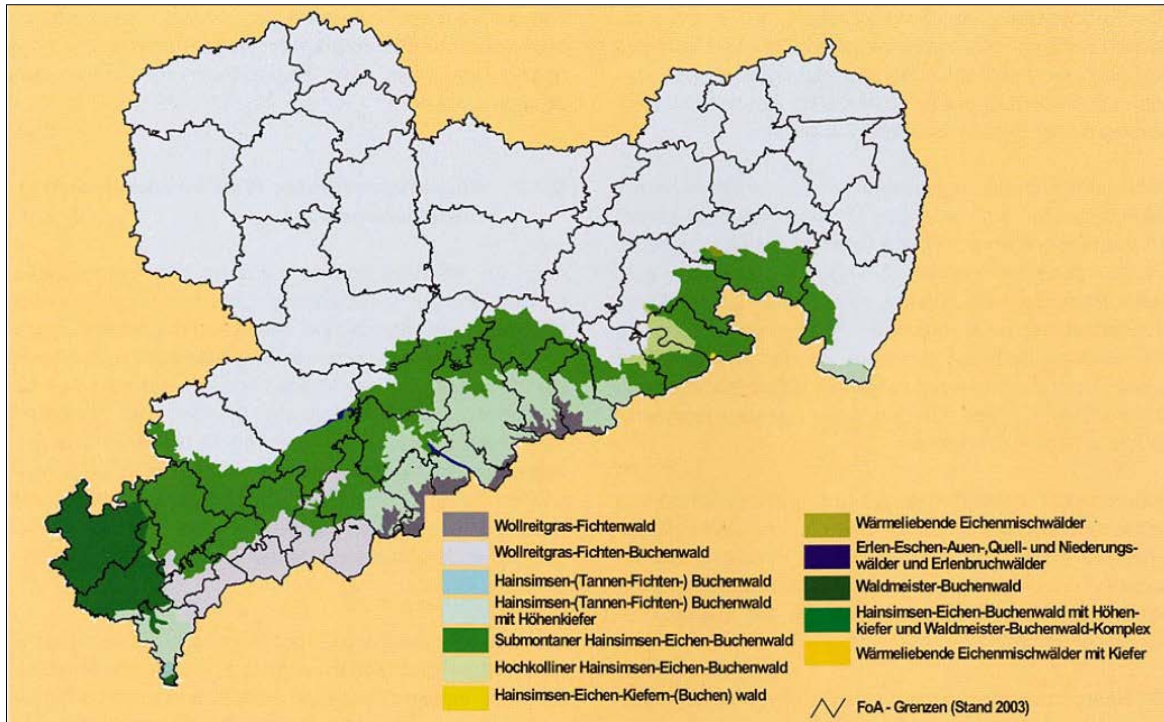 Wollreitgras-Fichtenwald
Wollreitgras-Fichten-Buchenwald
Hainsimsen-(Tannen-Fichten-) Buchenwald
Hainsimsen-(Tannen-Fichten-) Buchenwald
mit Höhenkiefer
Submontaner Hainsimsen-Eichen-Buchenwald
Hochkolliner Hainsimsen-Eichen-Buchenwald
Hainsimsen-Eichen-Kiefern-(Buchen) wald
Wärmeliebende Eichenmischwälder
Erlen-Eschen-Auen-,Quell- und Niederungs-
wälder und Erlenbruchwälder
Waldmeister-Buchenwald
Hainsimsen-Eichen-Buchenwald mit Höhen-
kiefer und Waldmeister-Buchenwald-Komplex
Wärmeliebende Eichenmischwälder mit Kiefer
FoA - Grenzen (Stand 2003)